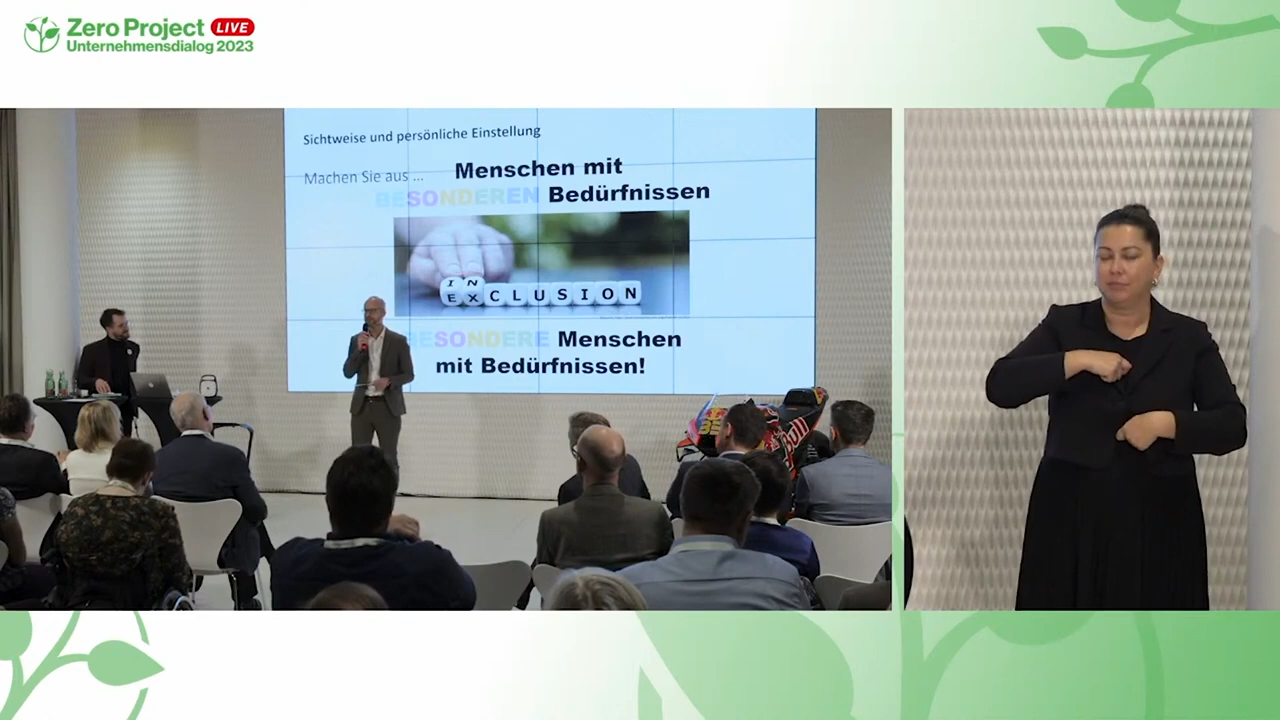 Zero Project LIVE
Unternehmensdialog 2023
Sichtweise und persönliche Einstellung
Machen Sie aus ... Menschen mit
BESONDEREN Bedürfnissen
IN
EXCLUSION
BESONDERE Menschen
mit Bedürfnissen!